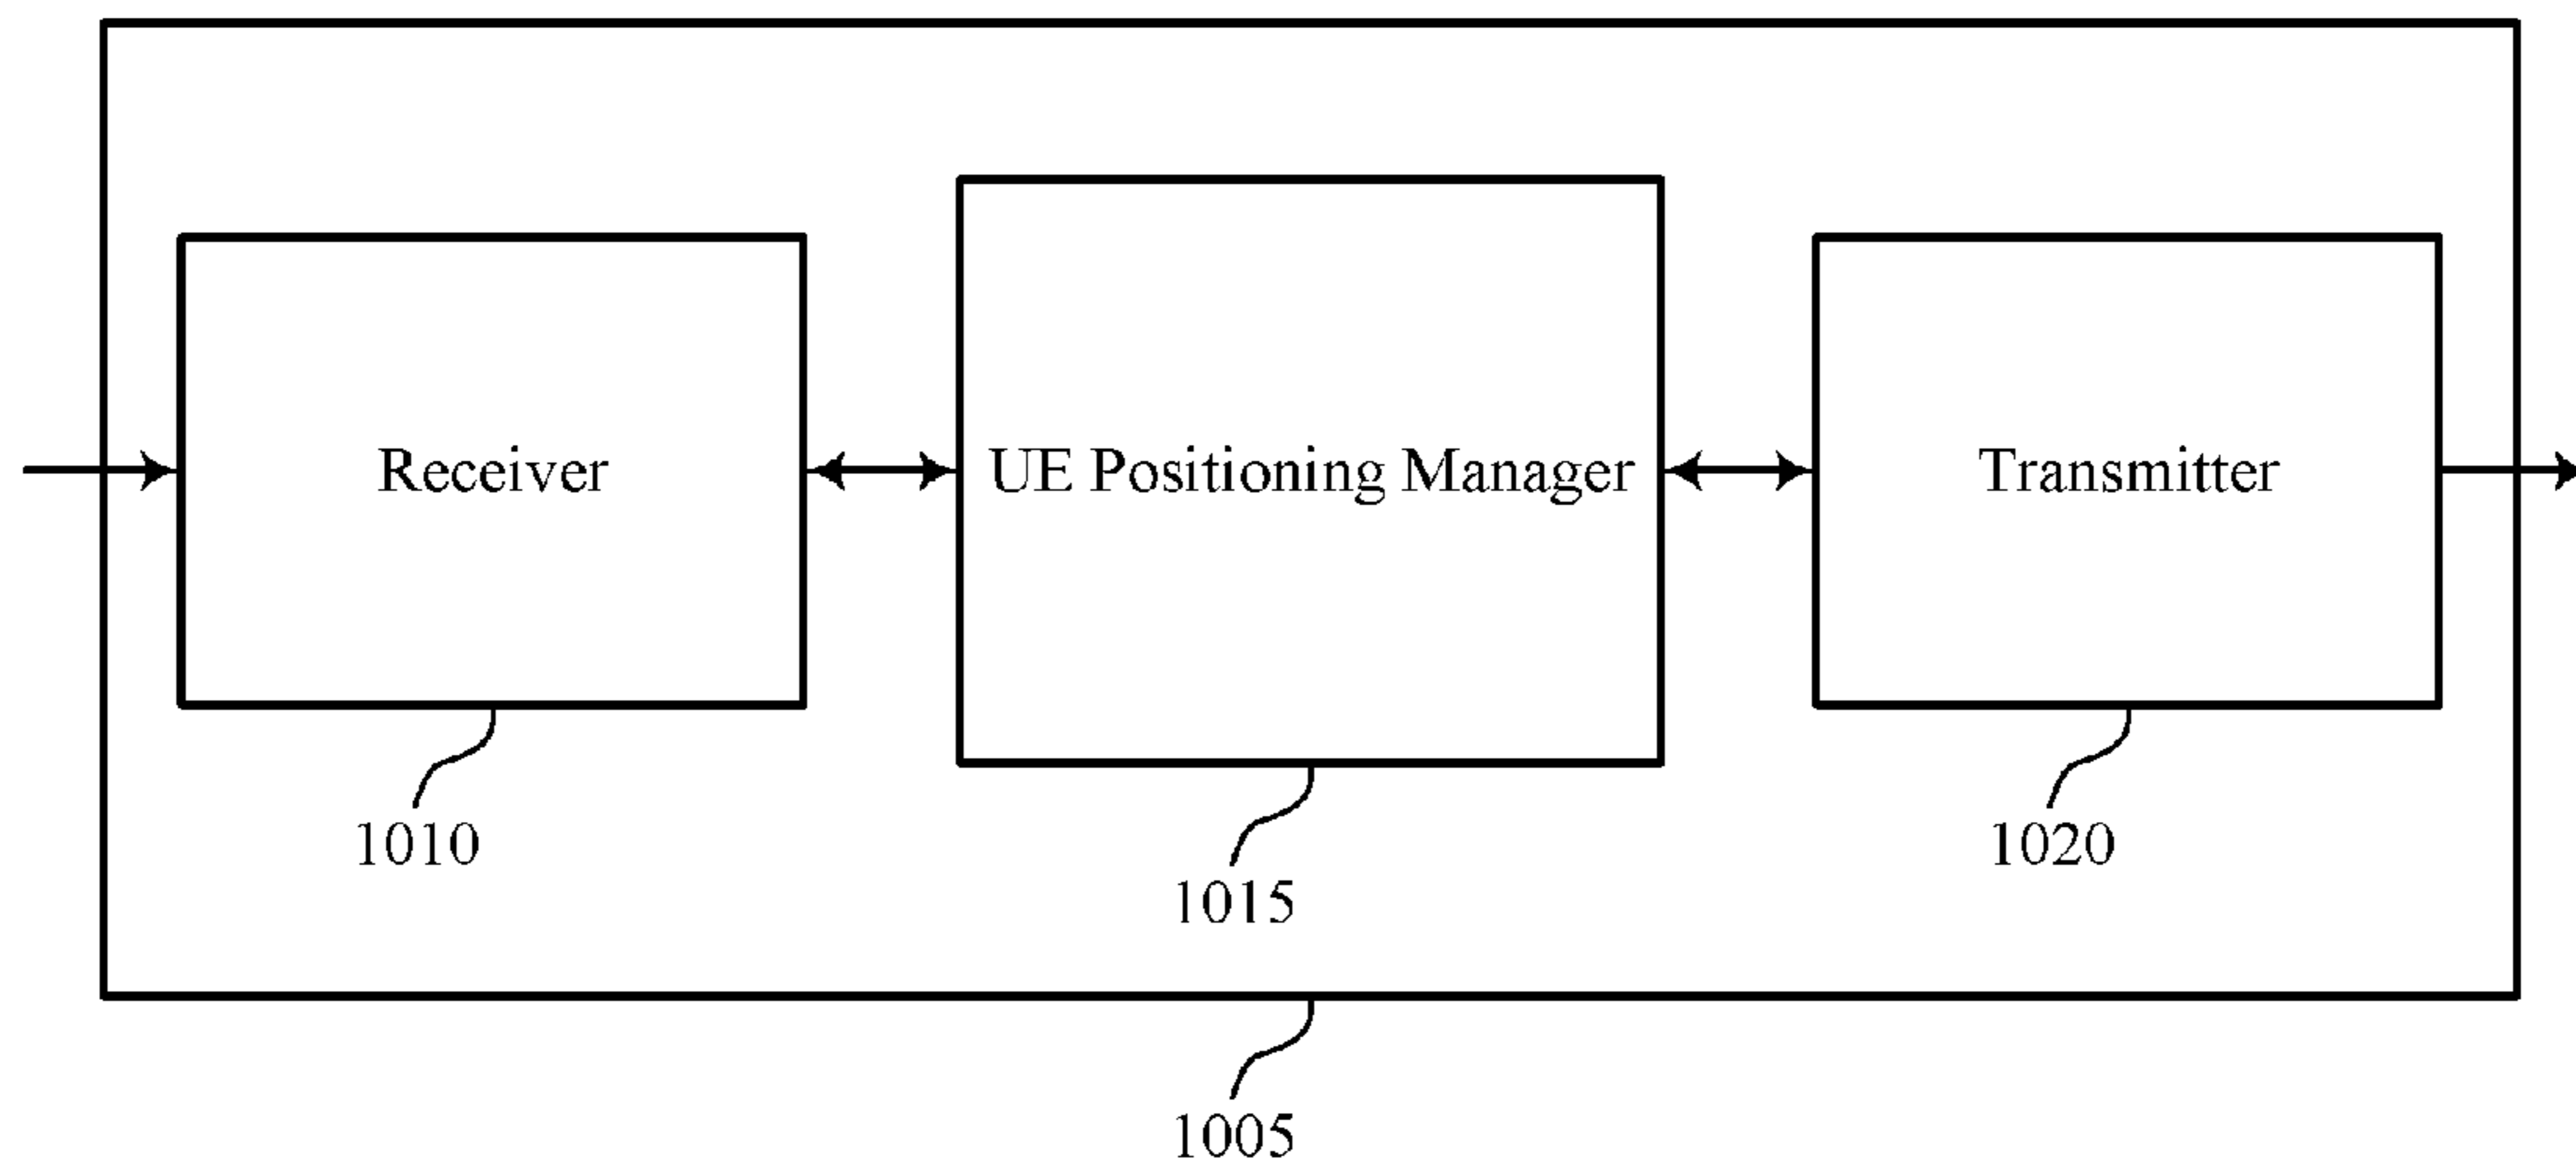 Receiver
UE Positioning Manager
Transmitter
1010
1020
1015
1005